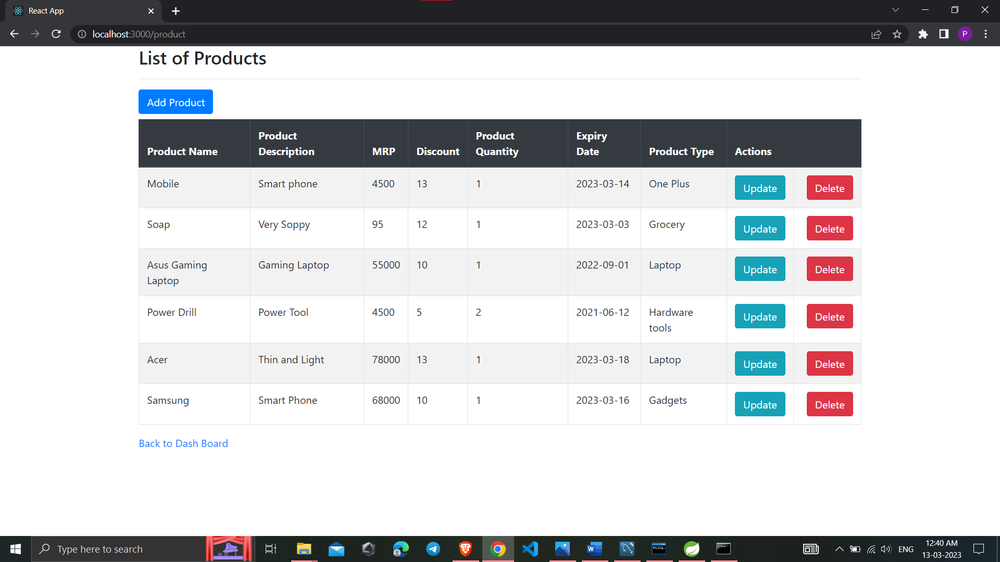 React App
localhost:3000/product
P
List of Products
Add Product
Product Name Product Description MRP Discount Product Quantity Expiry Date Product Type Actions
Mobile Smart phone 4500 13 1 2023-03-14 One Plus Update Delete
Soap Very Soppy 95 12 1 2023-03-03 Grocery Update Delete
Asus Gaming Laptop Gaming Laptop 55000 10 1 2022-09-01 Laptop Update Delete
Power Drill Power Tool 4500 5 2 2021-06-12 Hardware tools Update Delete
Acer Thin and Light 78000 13 1 2023-03-18 Laptop Update Delete
Samsung Smart Phone 68000 10 1 2023-03-16 Gadgets Update Delete
Back to Dash Board
Type here to search
W
MySQL
ENG
12:40 AM
13-03-2023